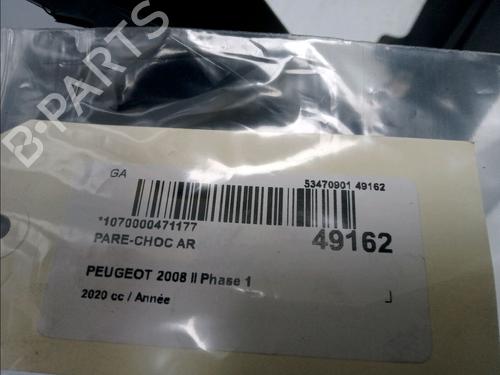 B-PARTS
GA
53470901 49162
*1070000471177
49162
PARE-CHOC AR
PEUGEOT 2008 II Phase 1
2020 cc / Année